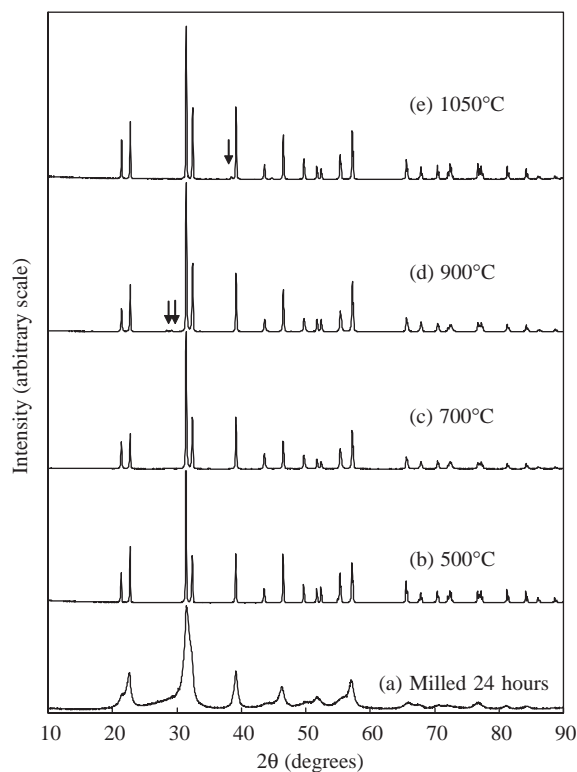 (e) 1050°C
(d) 900°C
(c) 700°C
(b) 500°C
(a) Milled 24 hours
Intensity (arbitrary scale)
10 20 30 40 50 60 70 80 90
2θ (degrees)